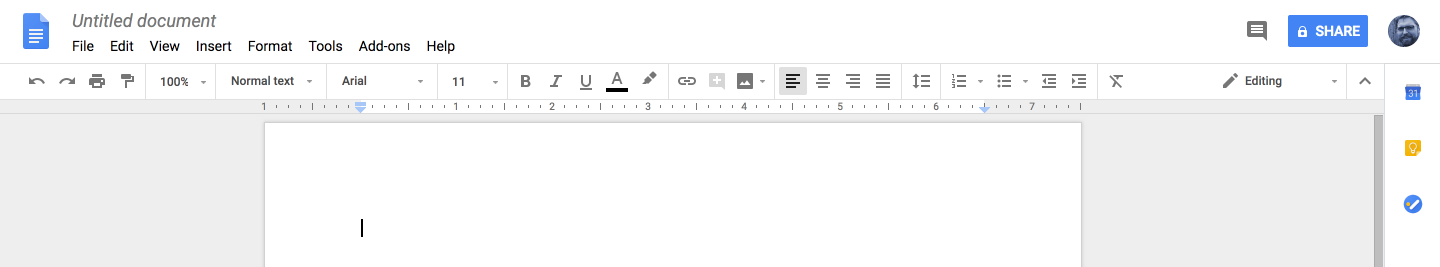 Untitled document
File Edit View Insert Format Tools Add-ons Help
SHARE
100% Normal text Arial 11 B I U A Editing
1 1 2 3 4 5 6 7
31